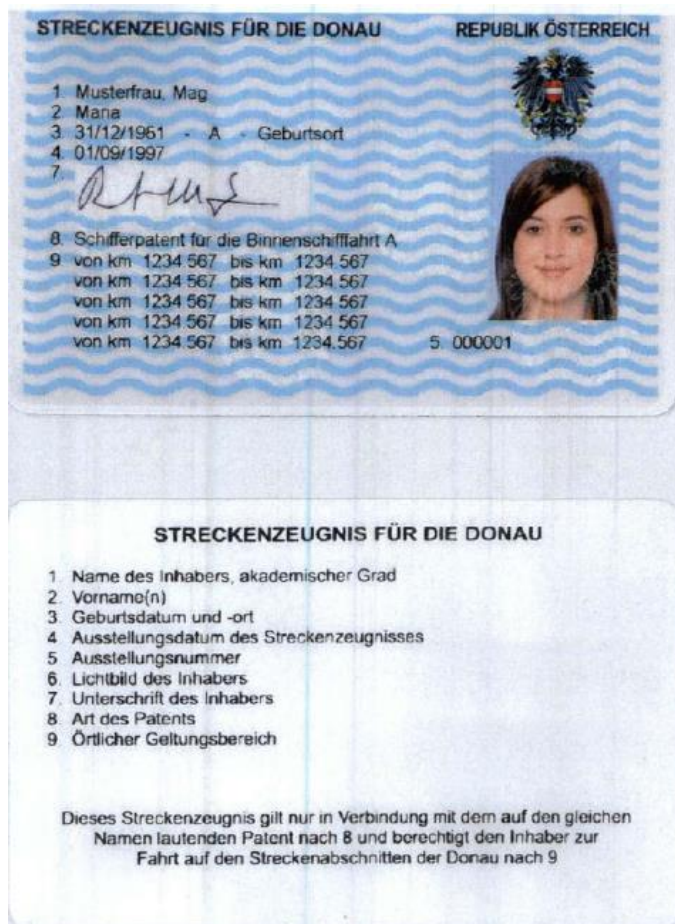 STRECKENZEUGNIS FÜR DIE DONAU REPUBLIK ÖSTERREICH
1 Musterfrau, Mag
2 Maria
3 31/12/1961 - A - Geburtsort
4 01/09/1997
7.
8. Schifferpatent für die Binnenschifffahrt A
9 von km 1234.567 bis km 1234.567
von km 1234.567 bis km 1234.567
von km 1234.567 bis km 1234.567
von km 1234.567 bis km 1234.567
von km 1234.567 bis km 1234.567
5 000001
STRECKENZEUGNIS FÜR DIE DONAU
1. Name des Inhabers, akademischer Grad
2. Vorname(n)
3. Geburtsdatum und -ort
4 Ausstellungsdatum des Streckenzeugnisses
5 Ausstellungsnummer
6. Lichtbild des Inhabers
7. Unterschrift des Inhabers
8. Art des Patents
9. Örtlicher Geltungsbereich
Dieses Streckenzeugnis gilt nur in Verbindung mit dem auf den gleichen
Namen lautenden Patent nach 8 und berechtigt den Inhaber zur
Fahrt auf den Streckenabschnitten der Donau nach 9